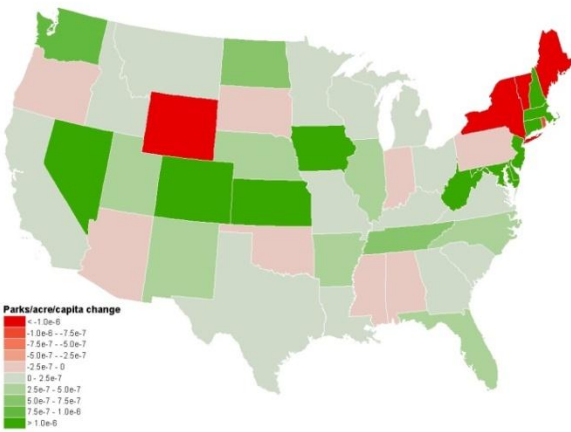 Parks/acre/capita change
< -1.0e-6
-1.0e-6 - -7.5e-7
-7.5e-7 - -5.0e-7
-5.0e-7 - -2.5e-7
-2.5e-7 - 0
0 - 2.5e-7
2.5e-7 - 5.0e-7
5.0e-7 - 7.5e-7
7.5e-7 - 1.0e-6
> 1.0e-6